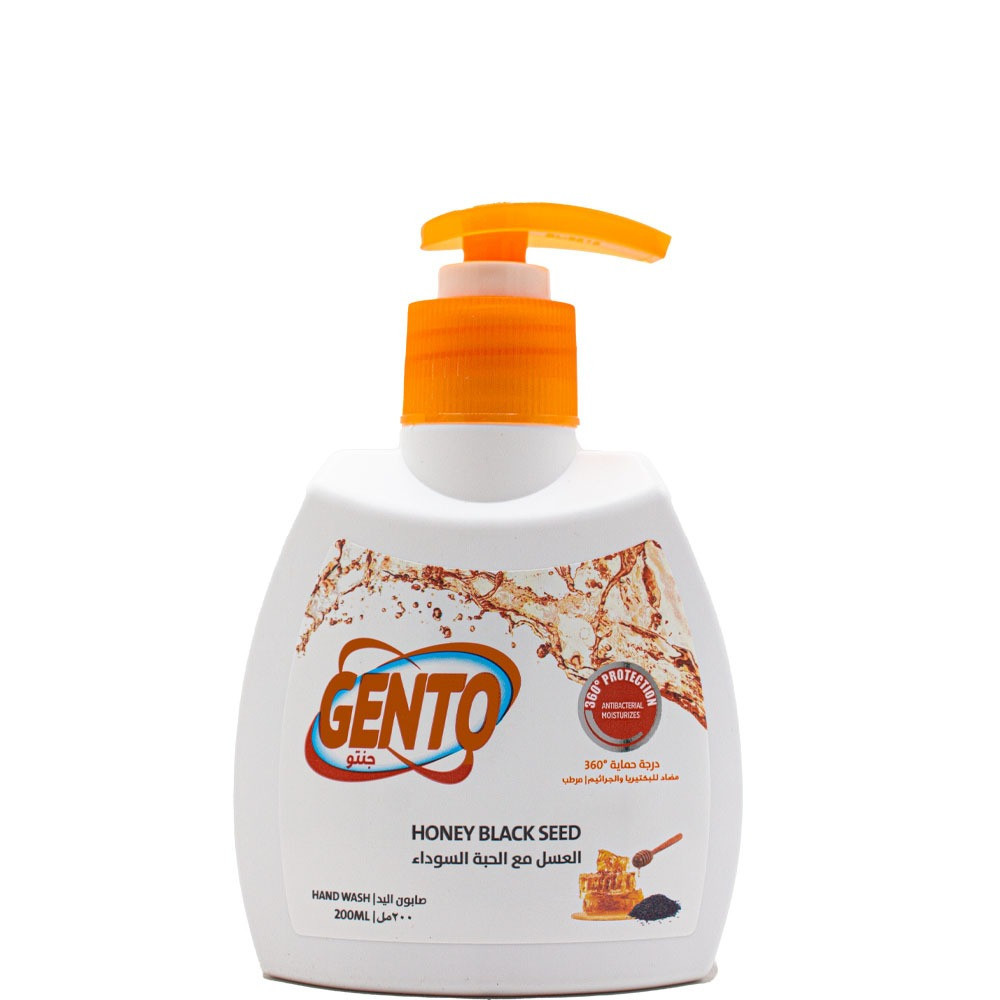 GENTO
جنتو
360° PROTECTION
ANTIBACTERIAL
MOISTURIZES
درجة حماية °360
مضاد للبكتيريا والجراثيم | مرطب
HONEY BLACK SEED
العسل مع الحبة السوداء
HAND WASH | صابون اليد
200ML | ٢٠٠مل